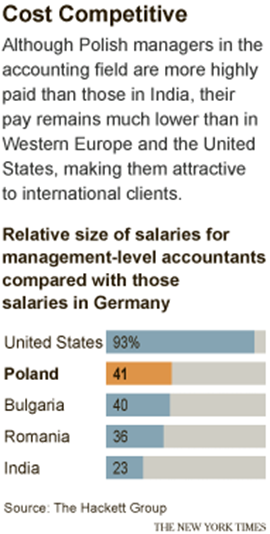 Cost Competitive
Although Polish managers in the
accounting field are more highly
paid than those in India, their
pay remains much lower than in
Western Europe and the United
States, making them attractive
to international clients.
Relative size of salaries for
management-level accountants
compared with those
salaries in Germany
United States 93%
Poland 41
Bulgaria 40
Romania 36
India 23
Source: The Hackett Group
THE NEW YORK TIMES